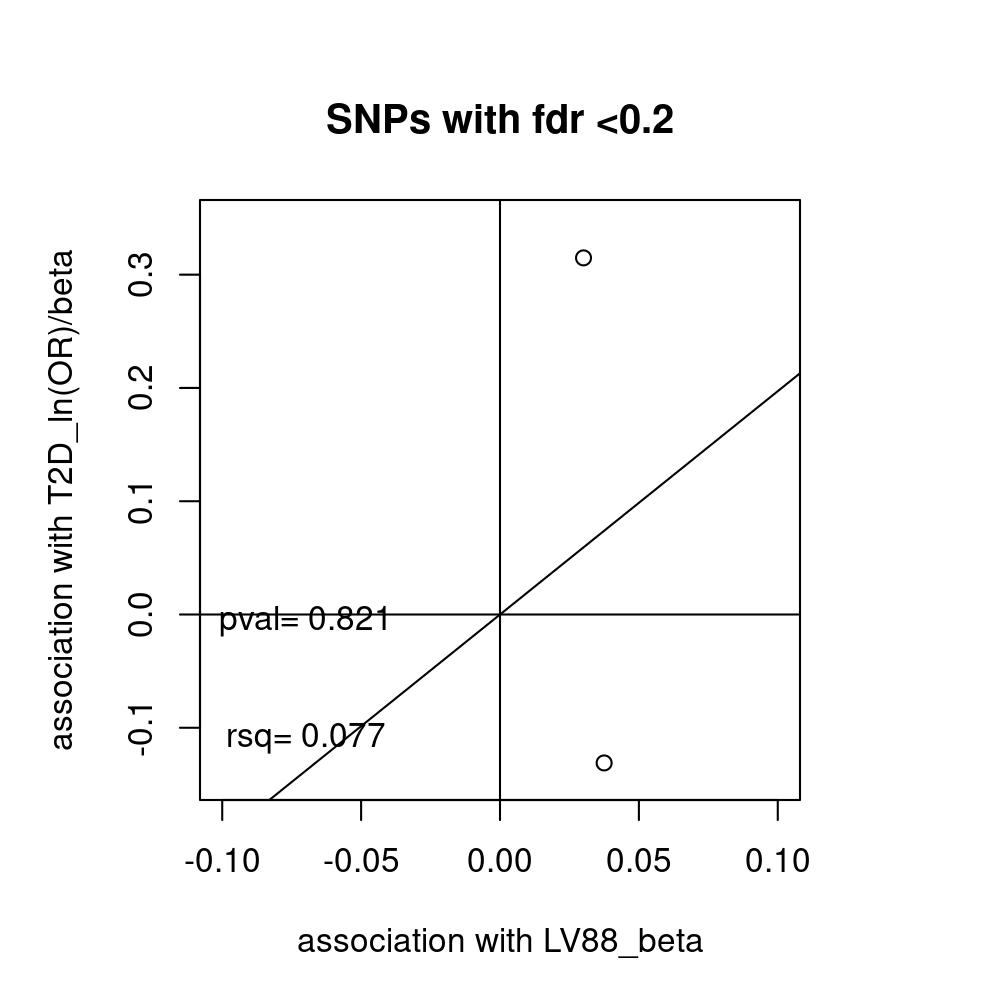 SNPs with fdr <0.2
association with T2D_ln(OR)/beta
0.3
0.2
0.1
0.0
-0.1
pval= 0.821
rsq= 0.077
-0.10 -0.05 0.00 0.05 0.10
association with LV88_beta